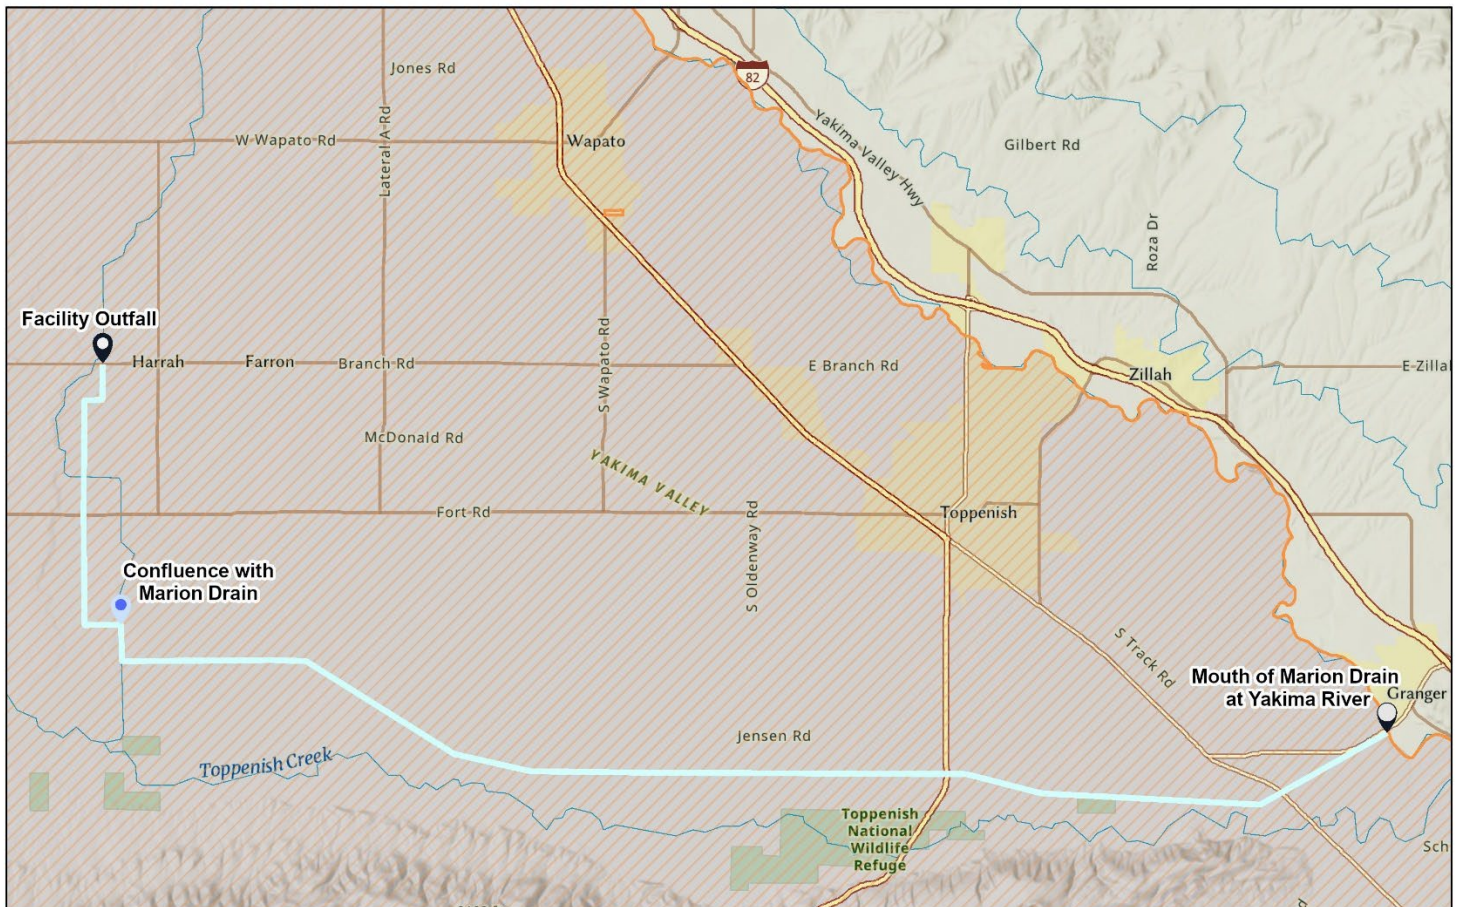 Jones Rd
82
Lateral A Rd
W Wapato Rd
Wapato
Yakima Valley Hwy
Gilbert Rd
Roza Dr
Facility Outfall
Harrah
Farron
Branch Rd
S Wapato Rd
E Branch Rd
Zillah
E Zillal
McDonald Rd
YAKIMA VALLEY
Fort Rd
S Oldenway Rd
Toppenish
Confluence with
Marion Drain
S Track Rd
Mouth of Marion Drain
at Yakima River
Granger
Jensen Rd
Toppenish Creek
Toppenish
National
Wildlife
Refuge
Sch